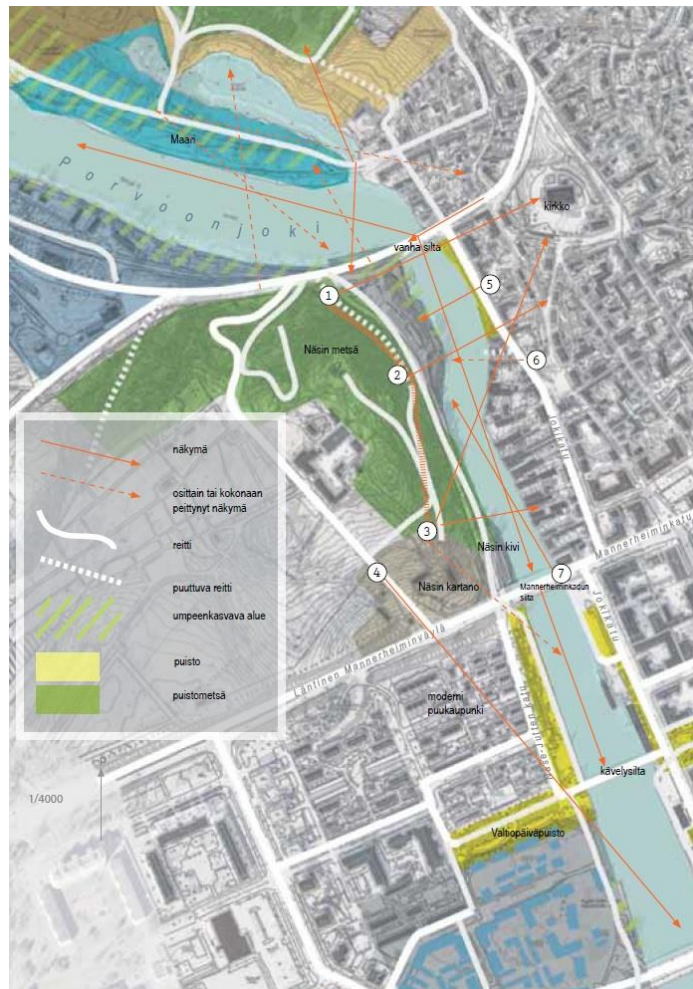 Maari
Porvoonjoki
kirkko
vanha silta
1
5
Näsin metsä
6
2
Jokikatu
näkymä
osittain tai kokonaan
peittynyt näkymä
reitti
puuttuva reitti
umpeenkasvava alue
puisto
puistometsä
3
4
Näsin kivi
Näsin kartano
7
Mannerheiminkatu
Mannerheiminkadun
silta
Jokikatu
Läntinen Mannerheiminväylä
moderni
puukaupunki
kävelysilta
1/4000
Valtiopäiväpuisto